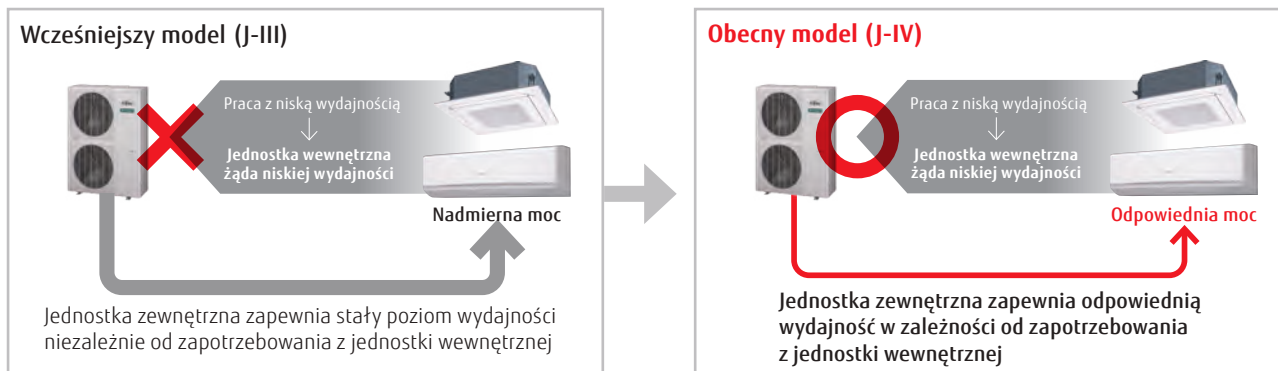 Wcześniejszy model (J-III)
Praca z niską wydajnością
Jednostka wewnętrzna
żąda niskiej wydajności
Nadmierna moc
Jednostka zewnętrzna zapewnia stały poziom wydajności
niezależnie od zapotrzebowania z jednostki wewnętrznej
Obecny model (J-IV)
Praca z niską wydajnością
Jednostka wewnętrzna
żąda niskiej wydajności
Odpowiednia moc
Jednostka zewnętrzna zapewnia odpowiednią
wydajność w zależności od zapotrzebowania
z jednostki wewnętrznej